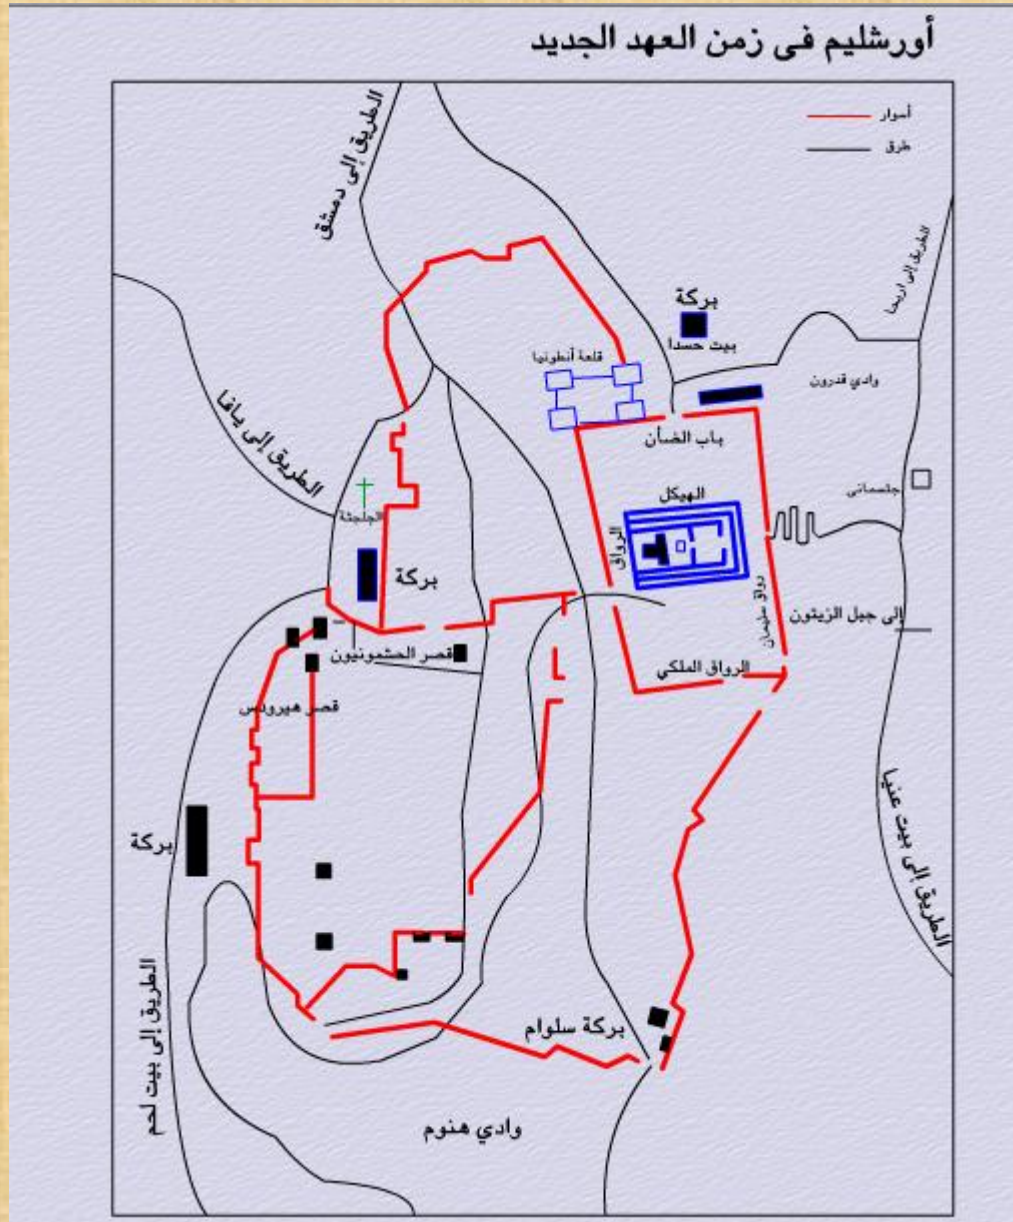 أورشليم فى زمن العهد الجديد
أسوار
طرق
الطريق إلى دمشق
الطريق إلى اريحا
بركة
بيت حسدا
قلعة أنطونيا
وادي قدرون
الطريق إلى يافا
باب الضأن
جثسمانى
الهيكل
الجلجثة
الرواق
بركة
رواق سليمان
إلى جبل الزيتون
قصر الحشمونيون
الرواق الملكي
قصر هيرودس
الطريق إلى بيت عنيا
بركة
الطريق إلى بيت لحم
بركة سلوام
وادي هنوم